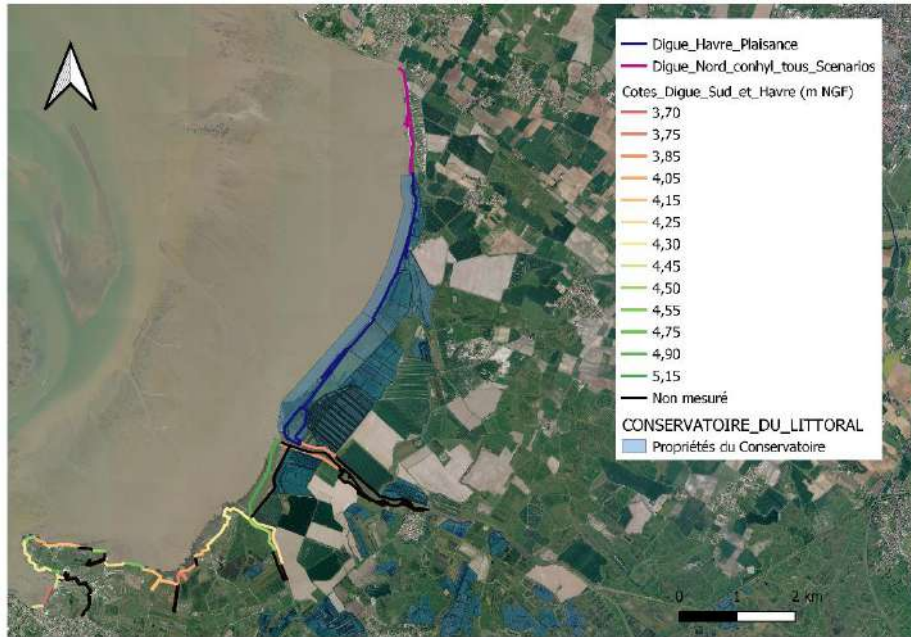 Digue_Havre_Plaisance
Digue_Nord_conhyl_tous_Scenarios
Cotes_Digue_Sud_et_Havre (m NGF)
3,70
3,75
3,85
4,05
4,15
4,25
4,30
4,45
4,50
4,55
4,75
4,90
5,15
Non mesuré
CONSERVATOIRE_DU_LITTORAL
Propriétés du Conservatoire
0 1 2 km